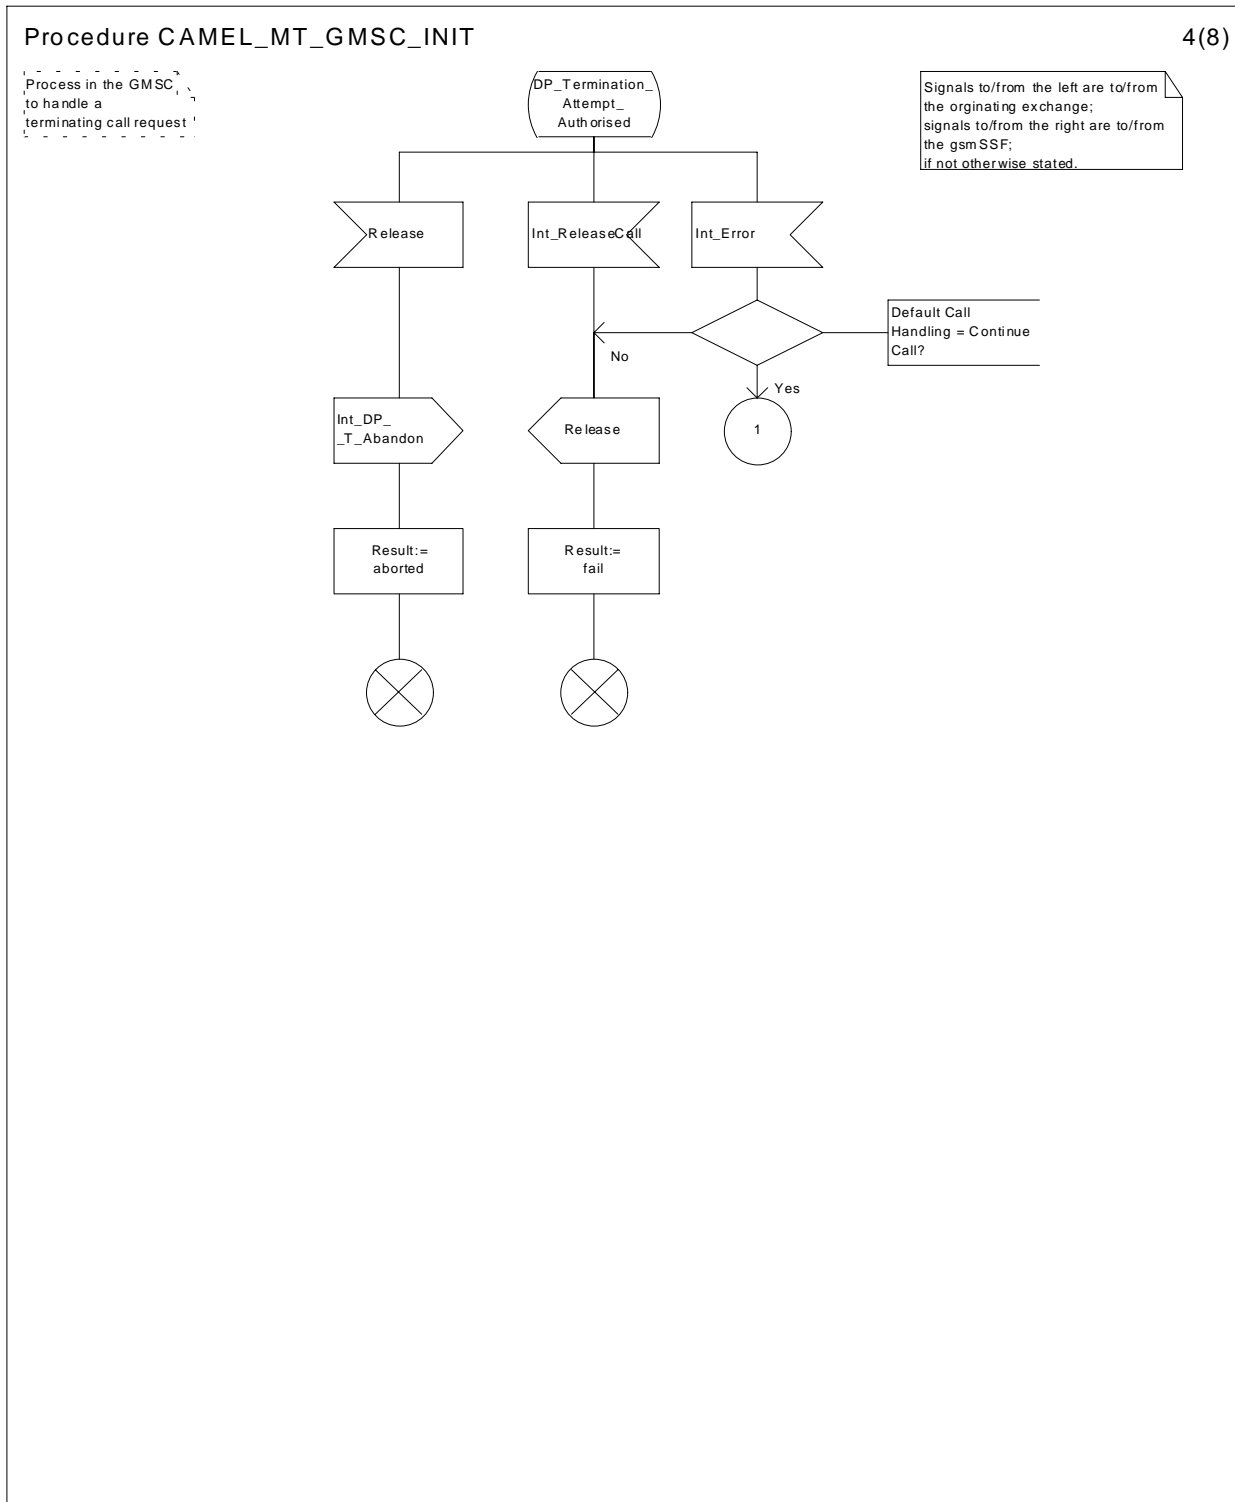 Procedure CAMEL_MT_GMSC_INIT
4(8)
Process in the GMSC
to handle a
terminating call request
DP_Termination_
Attempt_
Authorised
Signals to/from the left are to/from
the orginating exchange;
signals to/from the right are to/from
the gsmSSF;
if not otherwise stated.
Release
Int_ReleaseCall
Int_Error
Default Call
Handling = Continue
Call?
No
Yes
Int_DP_
_T_Abandon
Release
1
Result:=
aborted
Result:=
fail